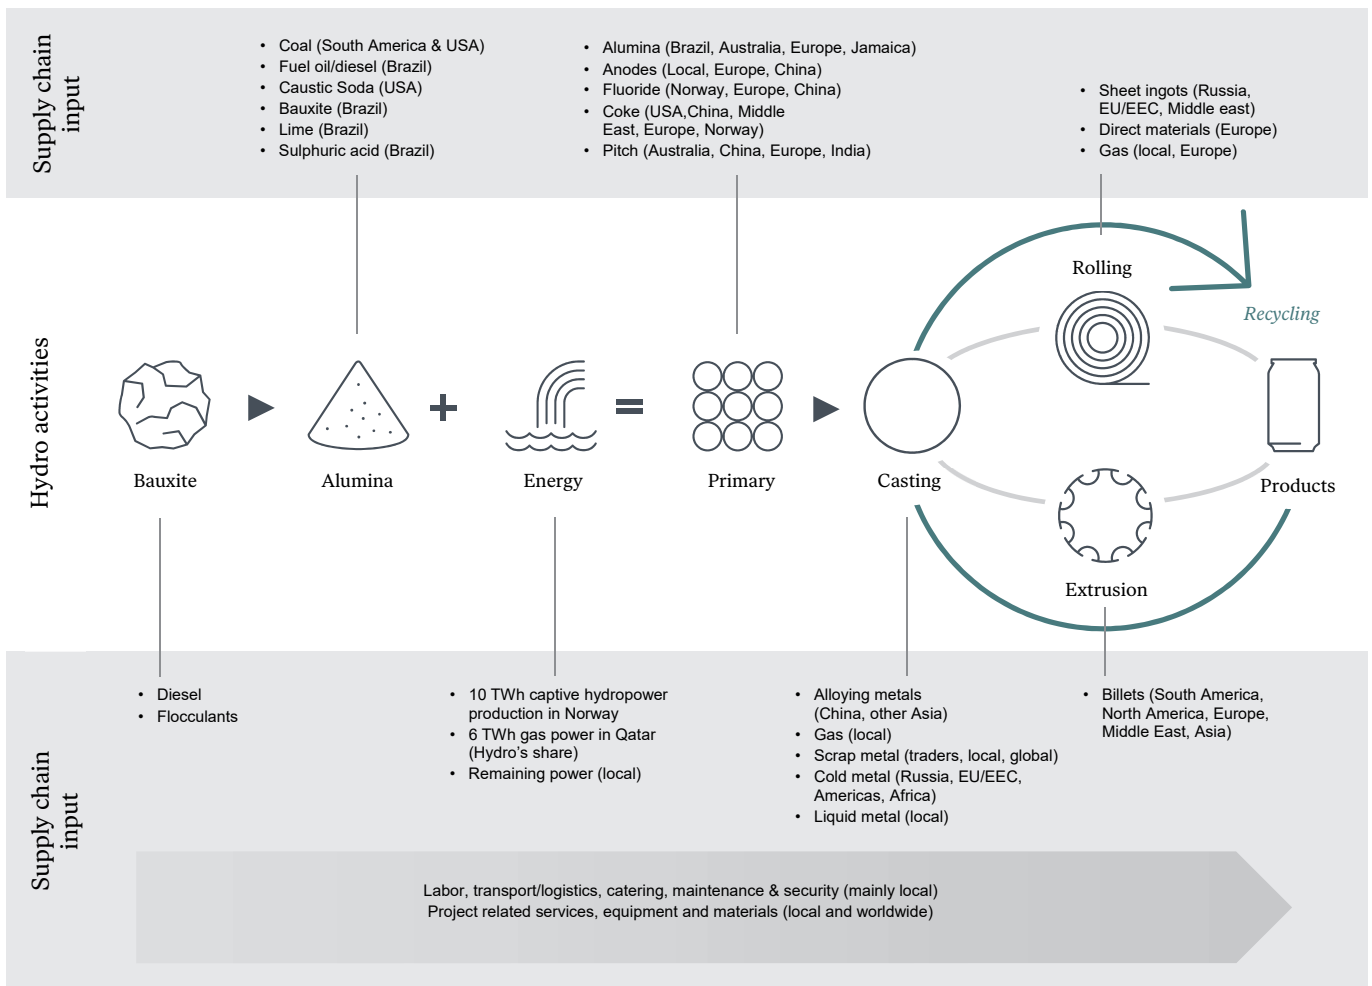 Supply chain
input
• Coal (South America & USA)
• Fuel oil/diesel (Brazil)
• Caustic Soda (USA)
• Bauxite (Brazil)
• Lime (Brazil)
• Sulphuric acid (Brazil)
• Alumina (Brazil, Australia, Europe, Jamaica)
• Anodes (Local, Europe, China)
• Fluoride (Norway, Europe, China)
• Coke (USA,China, Middle
East, Europe, Norway)
• Pitch (Australia, China, Europe, India)
• Sheet ingots (Russia,
EU/EEC, Middle east)
• Direct materials (Europe)
• Gas (local, Europe)
Hydro activities
Bauxite
Alumina
Energy
Primary
Casting
Rolling
Recycling
Products
Extrusion
Supply chain
input
• Diesel
• Flocculants
• 10 TWh captive hydropower
production in Norway
• 6 TWh gas power in Qatar
(Hydro’s share)
• Remaining power (local)
• Alloying metals
(China, other Asia)
• Gas (local)
• Scrap metal (traders, local, global)
• Cold metal (Russia, EU/EEC,
Americas, Africa)
• Liquid metal (local)
• Billets (South America,
North America, Europe,
Middle East, Asia)
Labor, transport/logistics, catering, maintenance & security (mainly local)
Project related services, equipment and materials (local and worldwide)